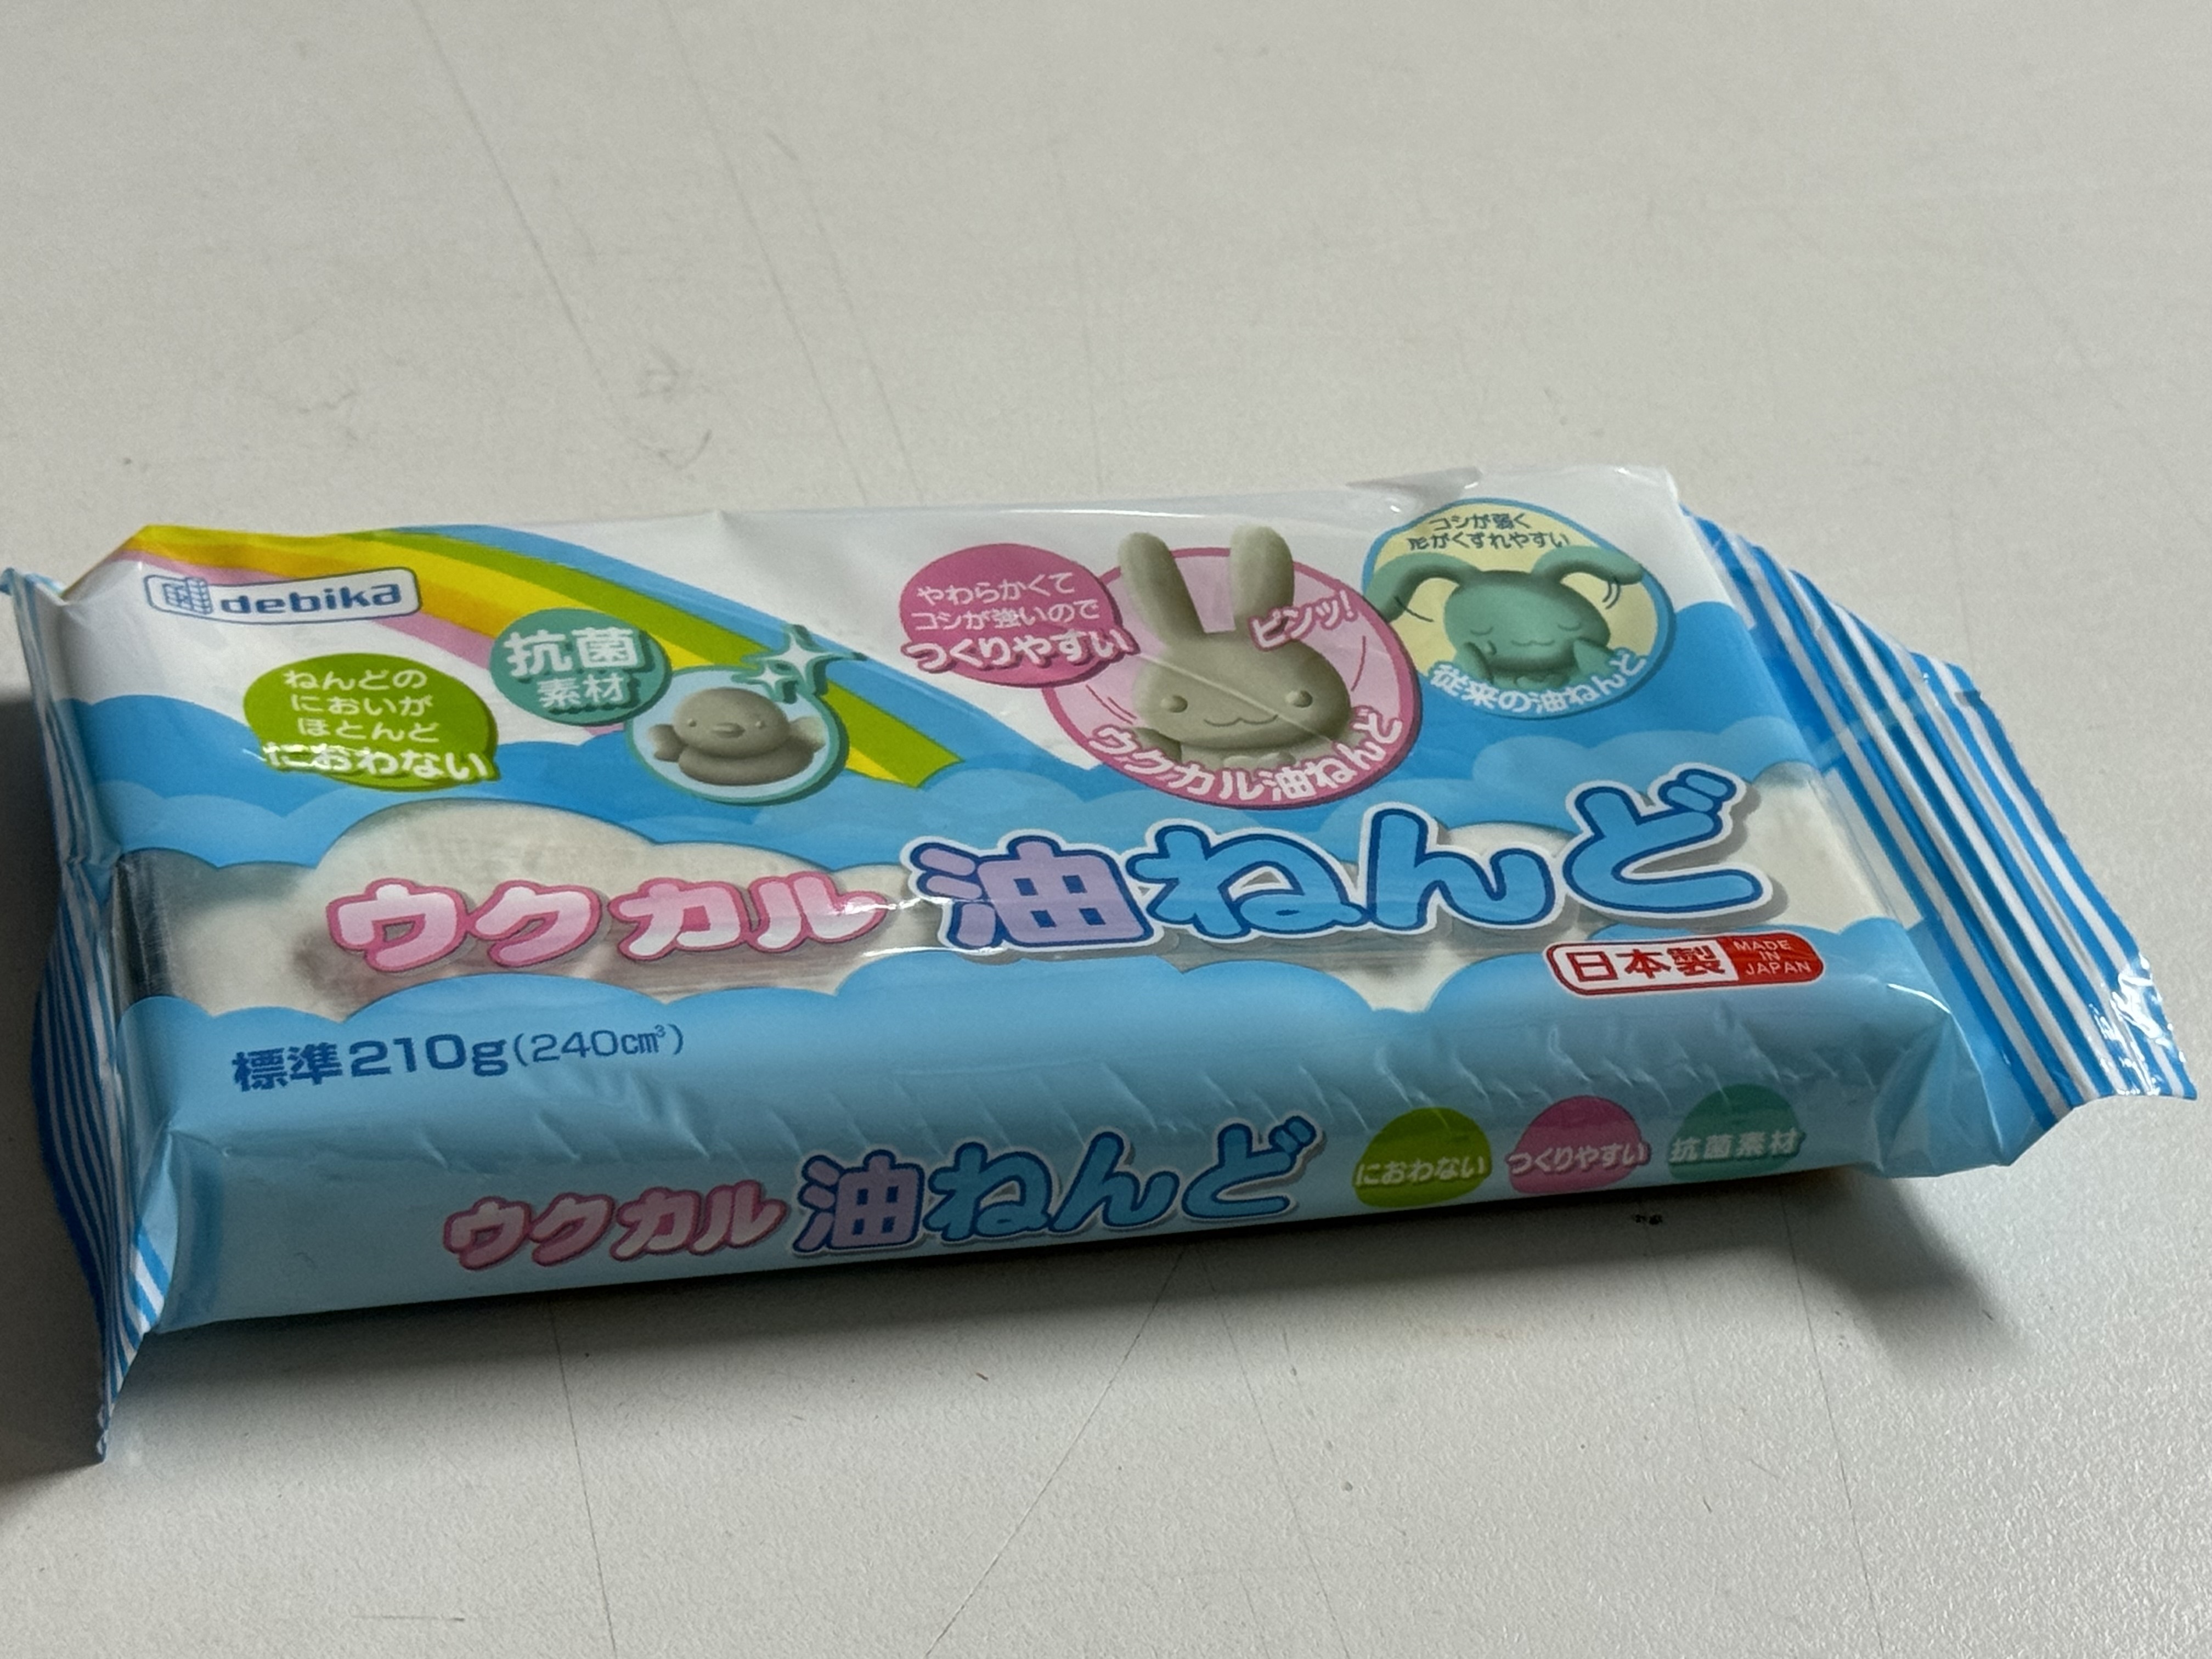 debika
ねんどの
においが
ほとんど
におわない
抗菌
素材
やわらかくて
コシが強いので
つくりやすい
ピンッ!
ウクカル油ねんど
コシが弱く
形がくずれやすい
従来の油ねんど
ウクカル油ねんど
日本製 MADE IN JAPAN
標準210g(240cm³)
ウクカル油ねんど
におわない
つくりやすい
抗菌素材